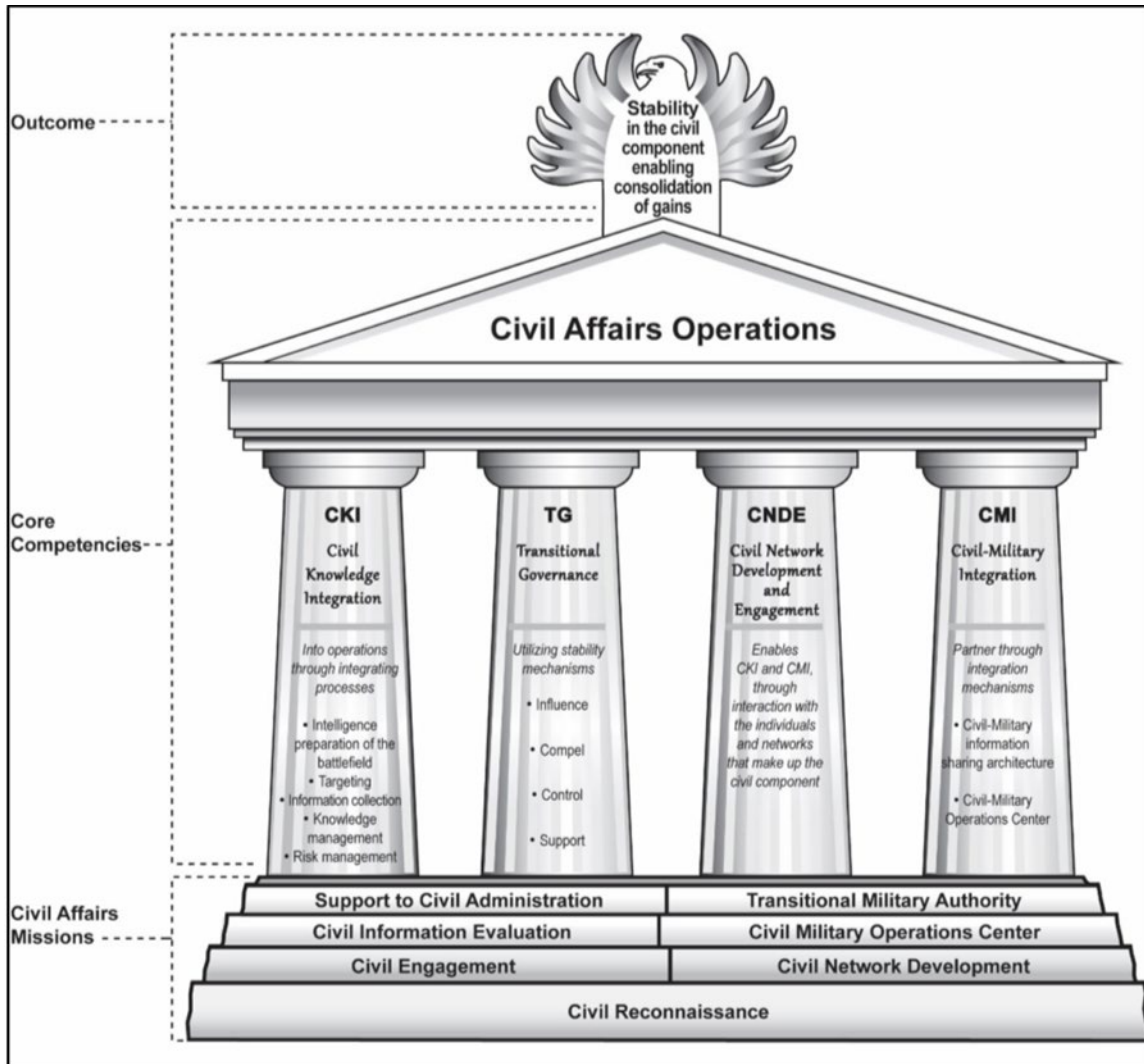 Outcome
Stability
in the civil
component
enabling
consolidation
of gains
Civil Affairs Operations
Core
Competencies
CKI
Civil
Knowledge
Integration
Into operations
through integrating
processes
• Intelligence
preparation of the
battlefield
• Targeting
• Information collection
• Knowledge
management
• Risk management
TG
Transitional
Governance
Utilizing stability
mechanisms
• Influence
• Compel
• Control
• Support
CNDE
Civil Network
Development
and
Engagement
Enables
CKI and CMI,
through
interaction with
the individuals
and networks
that make up the
civil component
CMI
Civil-Military
Integration
Partner through
integration
mechanisms
• Civil-Military
information
sharing architecture
• Civil-Military
Operations Center
Civil Affairs
Missions
Support to Civil Administration
Transitional Military Authority
Civil Information Evaluation
Civil Military Operations Center
Civil Engagement
Civil Network Development
Civil Reconnaissance